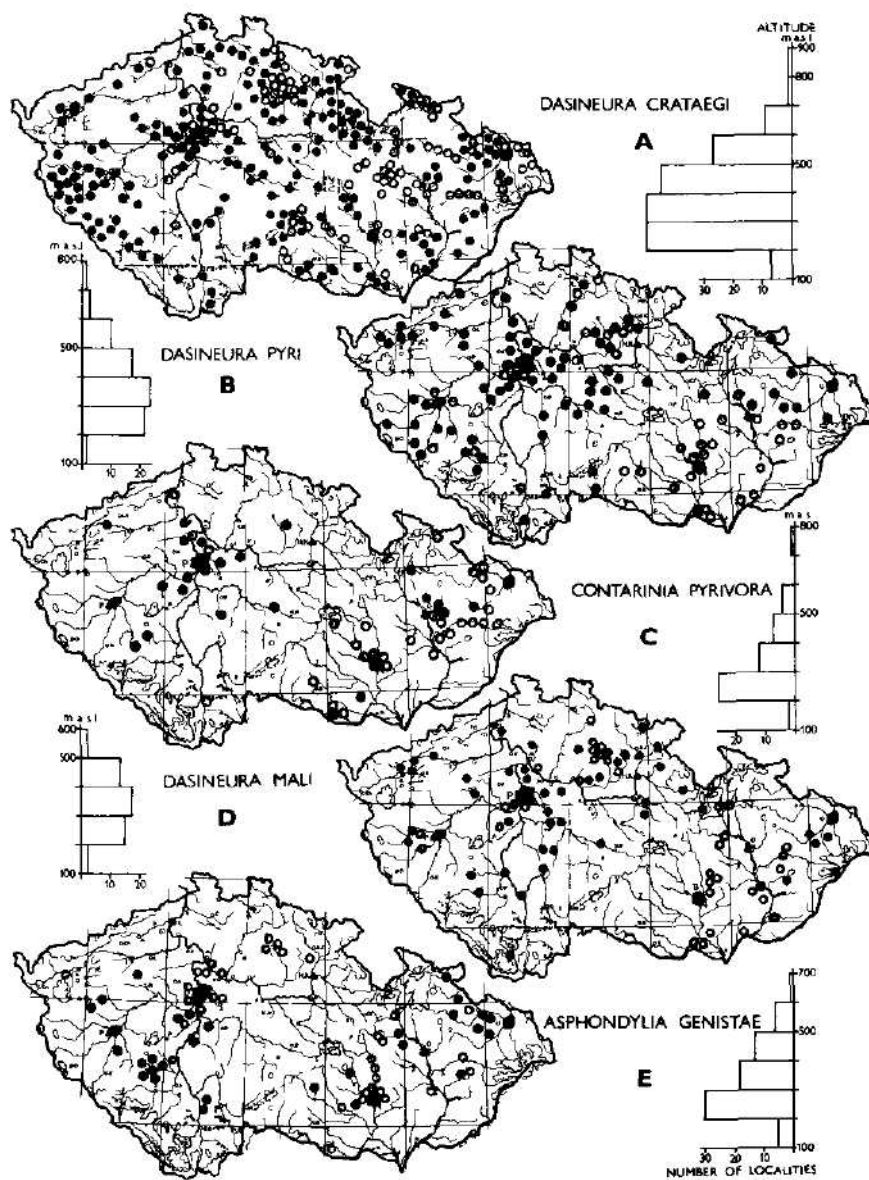 ALTITUDE
m a s l
900
800
DASINEURA CRATAEGI
A
500
100
30 20 10
m a s l
600
500
DASINEURA PYRI
B
100
10 20
m a s l
800
CONTARINIA PYRIVORA
500
C
100
20 10
m a s l
600
500
DASINEURA MALI
D
100
10 20
700
ASPHONDYLIA GENISTAE
500
E
100
30 20 10
NUMBER OF LOCALITIES